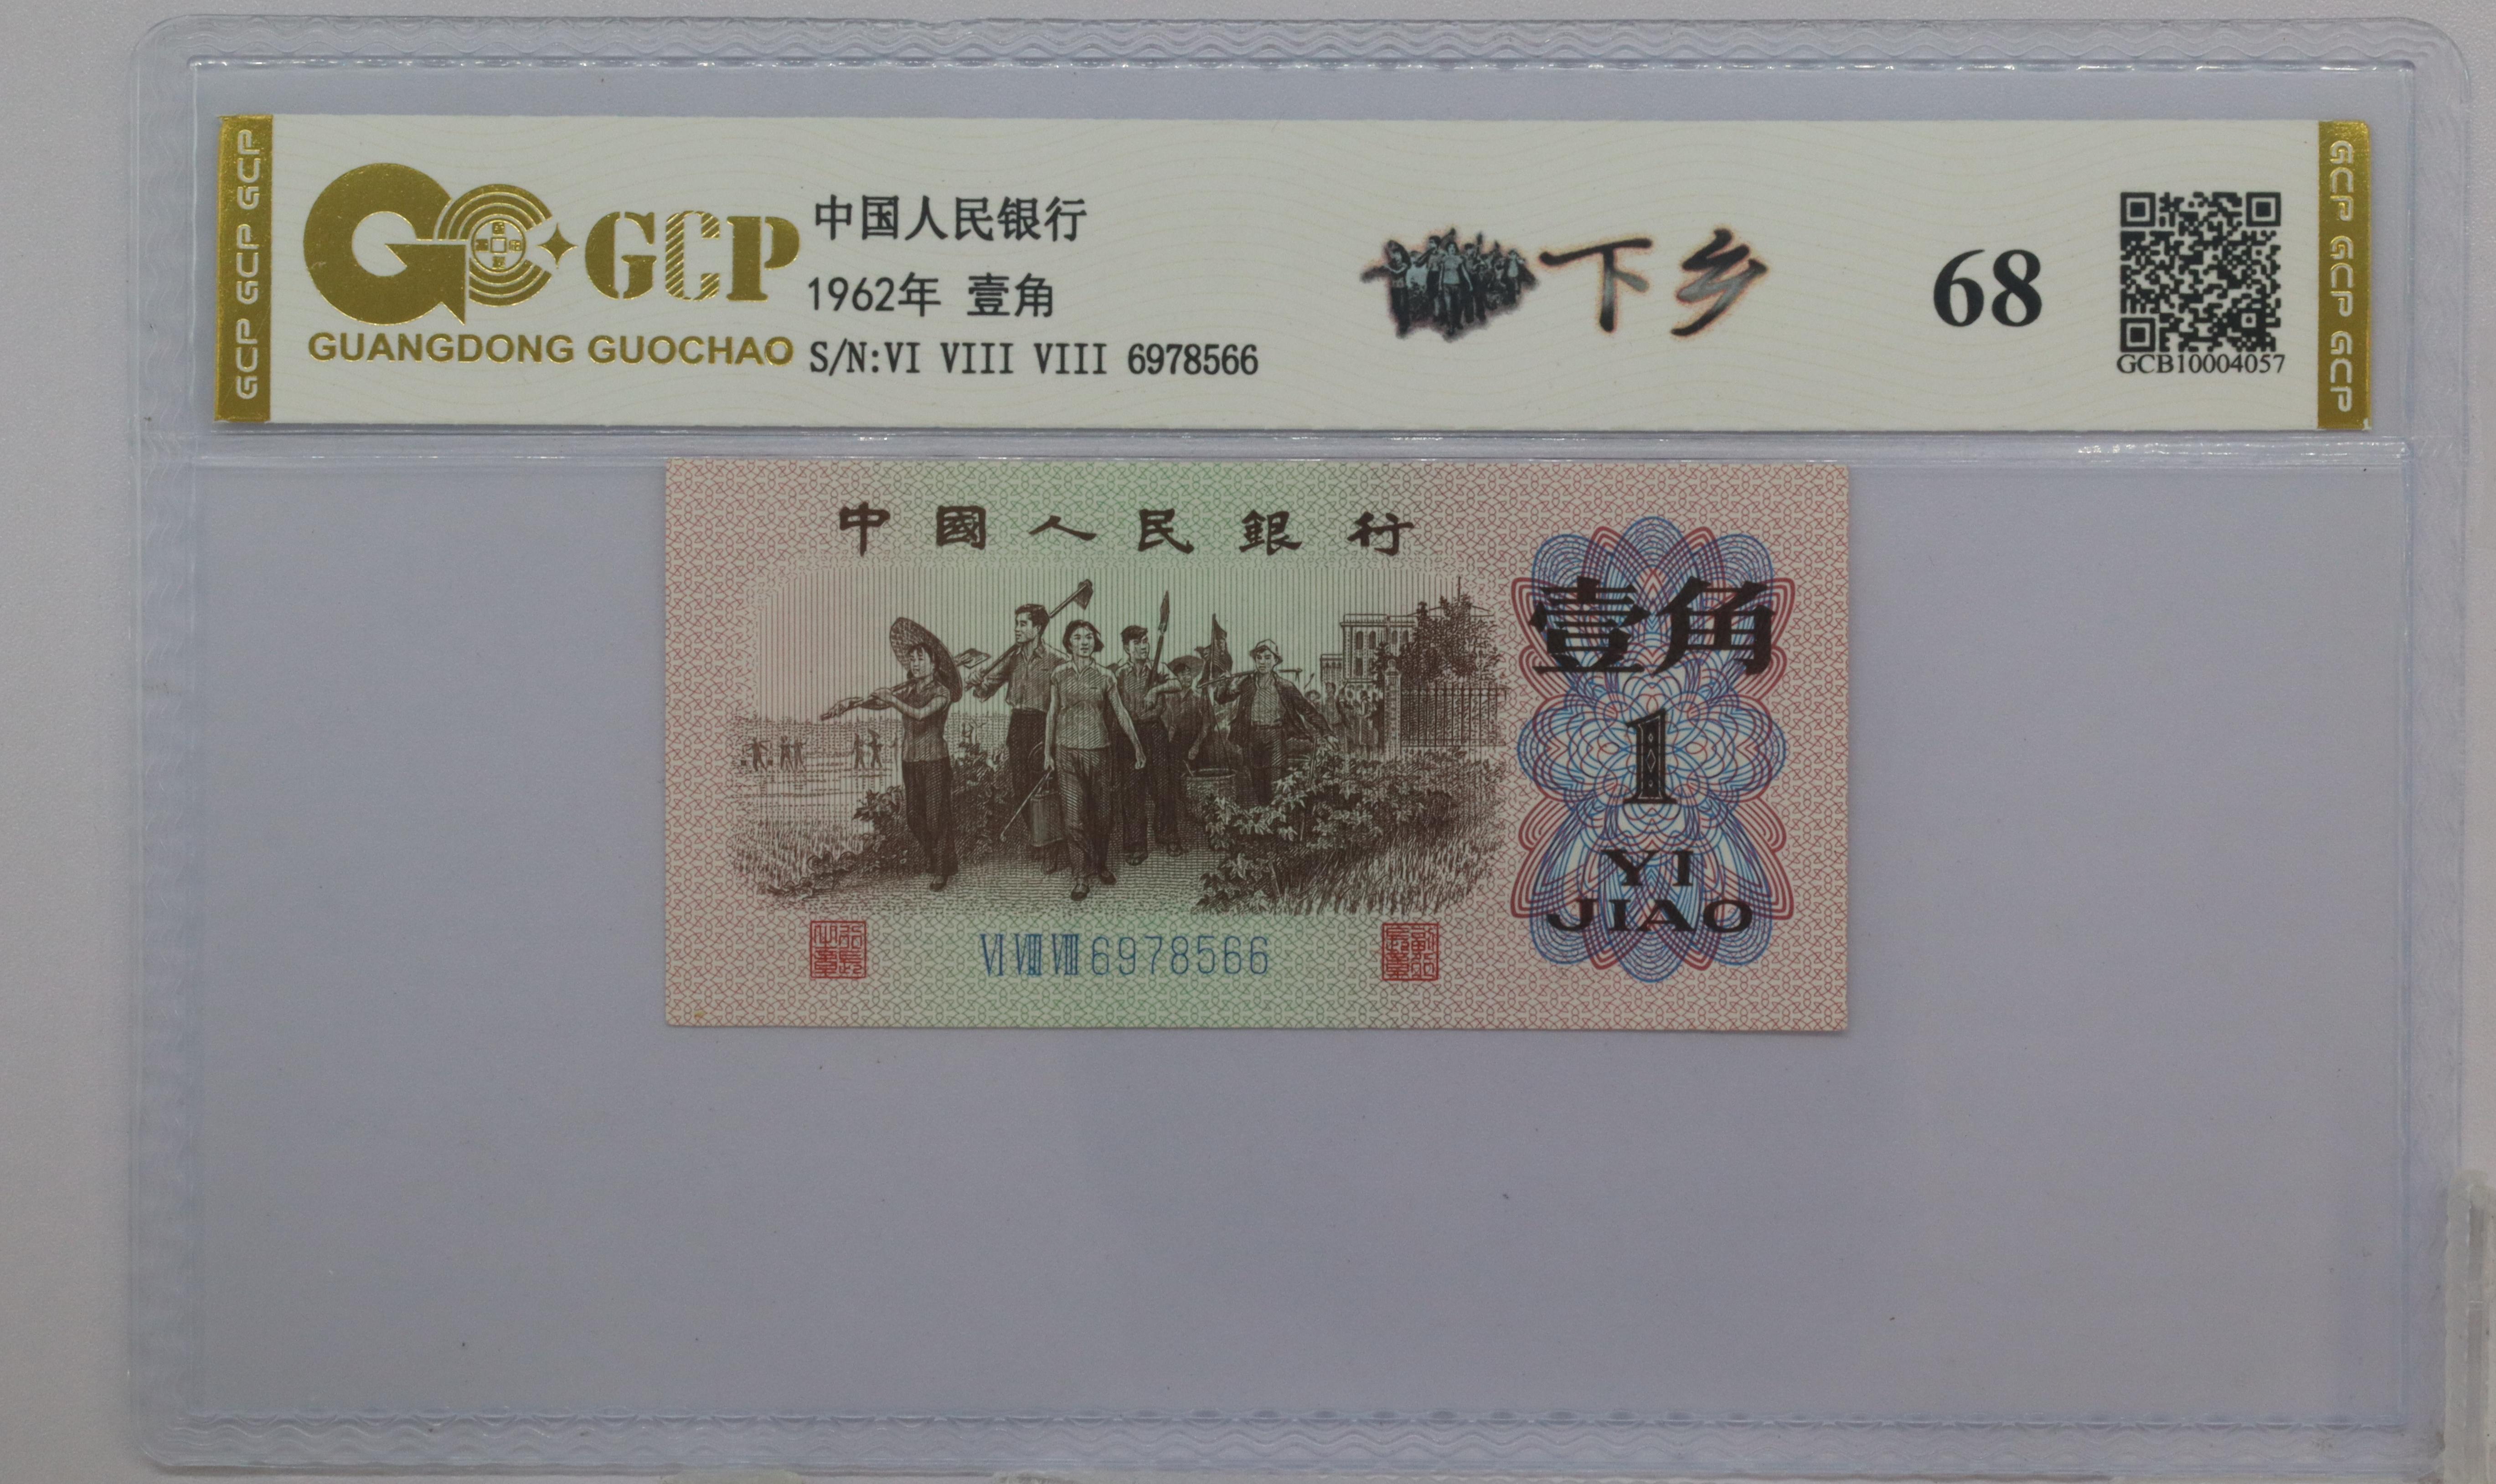 GCP GCP GCP
GCP
GUANGDONG GUOCHAO
中国人民银行
1962年 壹角
S/N:VI VIII VIII 6978566
下乡
68
GCB10004057
GCP GCP GCP
中國人民銀行
壹角
1
YI
JIAO
VI VIII VIII 6978566